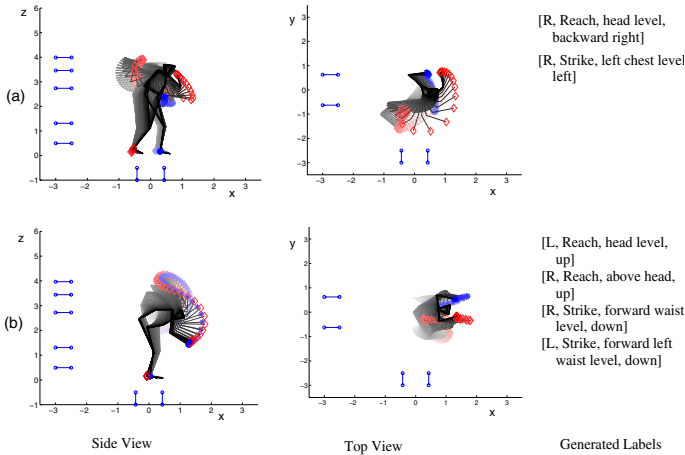 z
6
5
4
3
2
1
0
−1
−3
−2
−1
0
1
2
3
x
(a)
y
3
2
1
0
−1
−2
−3
−3
−2
−1
0
1
2
3
x
[R, Reach, head level,
backward right]
[R, Strike, left chest level
left]
z
6
5
4
3
2
1
0
−1
−3
−2
−1
0
1
2
3
x
(b)
y
3
2
1
0
−1
−2
−3
−3
−2
−1
0
1
2
3
x
[L, Reach, head level,
up]
[R, Reach, above head,
up]
[R, Strike, forward waist
level, down]
[L, Strike, forward left
waist level, down]
Side View
Top View
Generated Labels